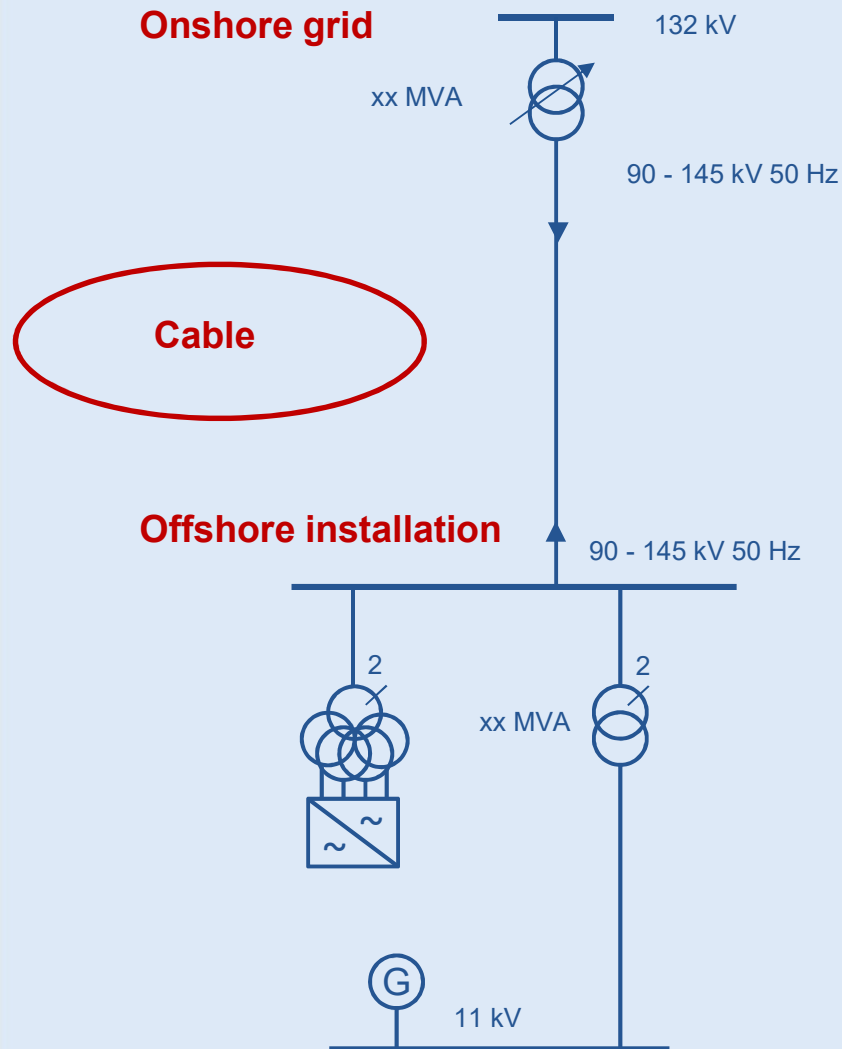 Onshore grid
132 kV
xx MVA
90 - 145 kV 50 Hz
Cable
Offshore installation
90 - 145 kV 50 Hz
2
2
xx MVA
~
~
G
11 kV